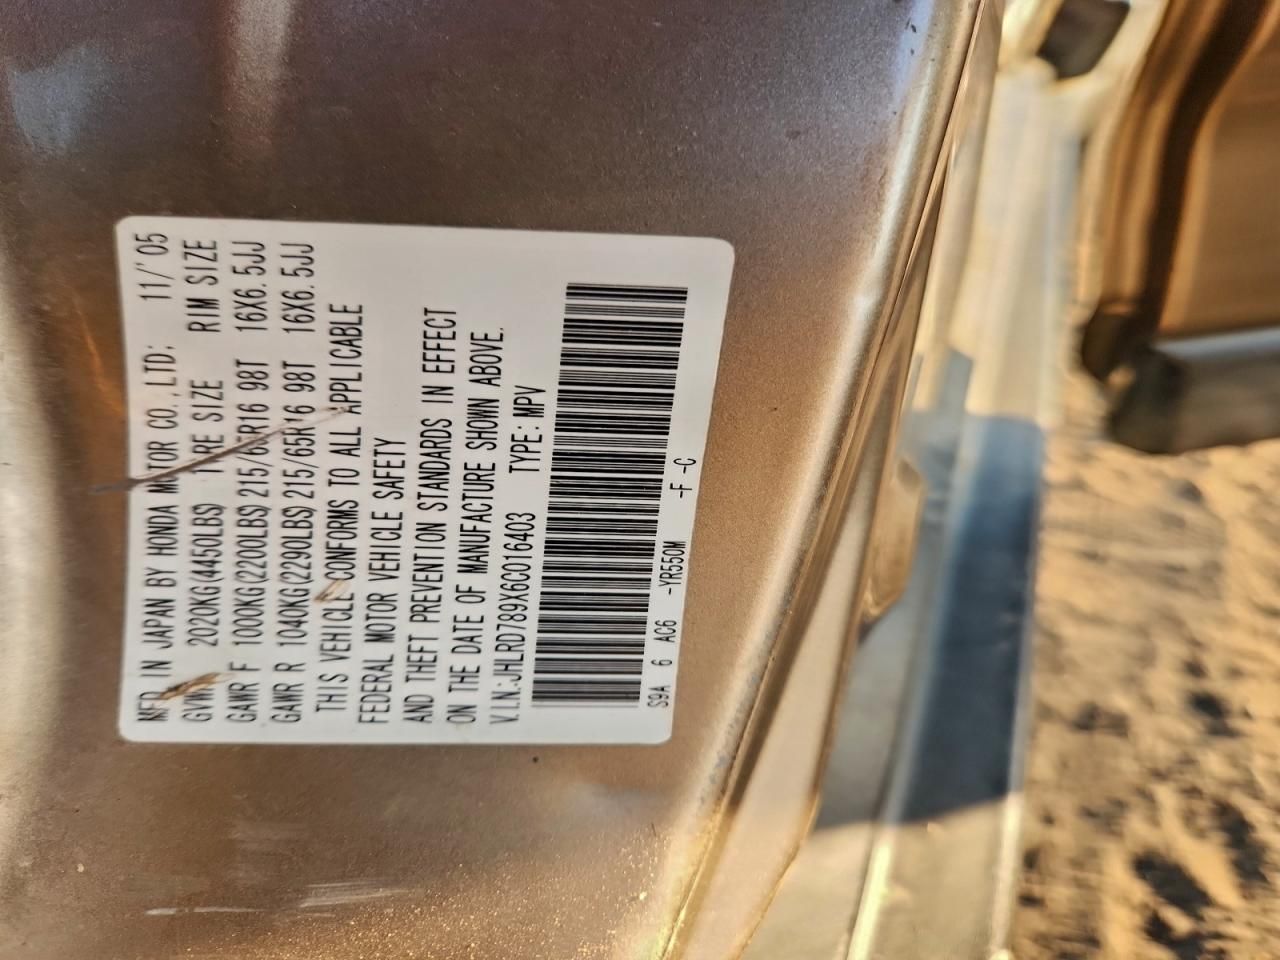 MFD IN JAPAN BY HONDA MOTOR CO.,LTD. 11/'05
GVWR 2020KG(4450LBS) TIRE SIZE RIM SIZE
GAWR F 1000KG(2200LBS) 215/65R16 98T 16X6.5JJ
GAWR R 1040KG(2290LBS) 215/65R16 98T 16X6.5JJ
THIS VEHICLE CONFORMS TO ALL APPLICABLE
FEDERAL MOTOR VEHICLE SAFETY
AND THEFT PREVENTION STANDARDS IN EFFECT
ON THE DATE OF MANUFACTURE SHOWN ABOVE.
V.I.N.:JHLRD789X6C016403 TYPE:MPV
S9A 6 AC6 -YR550M -F -C